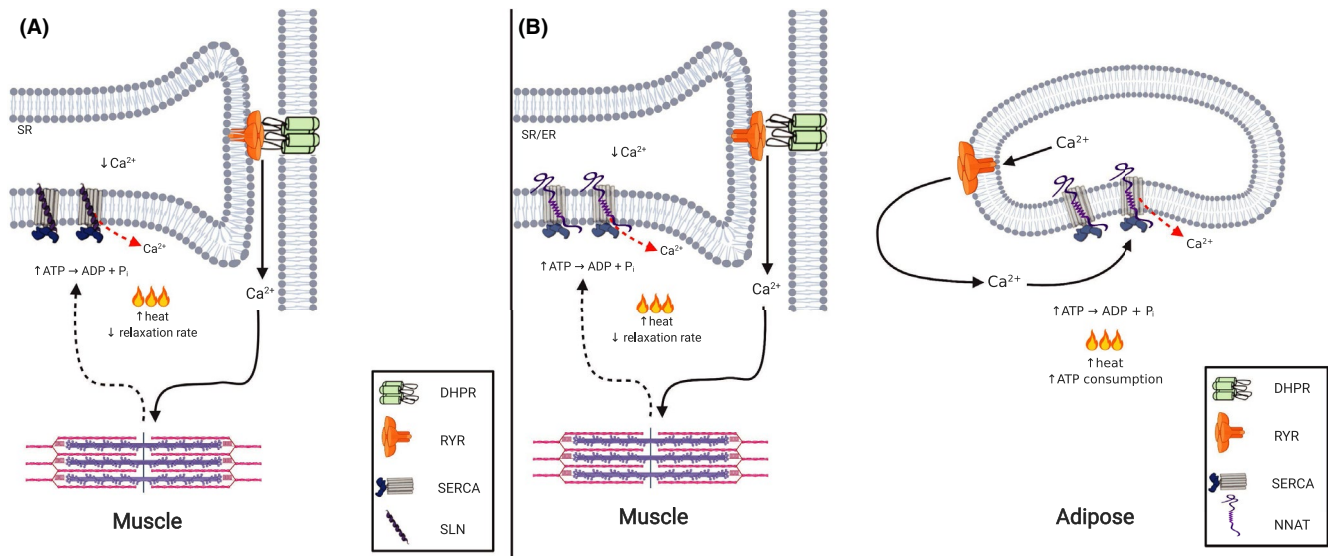 (A)
SR
↓Ca²⁺
Ca²⁺
↑ATP → ADP + Pᵢ
↑heat
↓ relaxation rate
Ca²⁺
Muscle
DHPR
RYR
SERCA
SLN
(B)
SR/ER
↓Ca²⁺
Ca²⁺
↑ATP → ADP + Pᵢ
↑heat
↓ relaxation rate
Ca²⁺
Muscle
Ca²⁺
Ca²⁺
Ca²⁺
↑ATP → ADP + Pᵢ
↑heat
↑ATP consumption
Adipose
DHPR
RYR
SERCA
NNAT